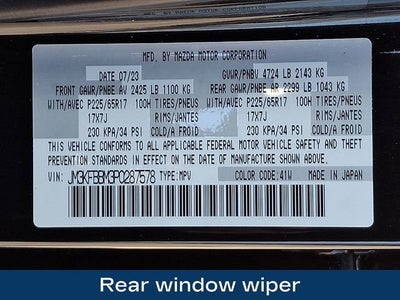 MFD. BY MAZDA MOTOR CORPORATION
DATE 07/23 GVWR/PNBV 4724 LB 2143 KG
FRONT GAWR/PNBE AV 2425 LB 1100 KG REAR GAWR/PNBE AR 2299 LB 1043 KG
WITH/AVEC P225/65R17 100H TIRES/PNEUS WITH/AVEC P225/65R17 100H TIRES/PNEUS
17X7J RIMS/JANTES 17X7J RIMS/JANTES
230 KPA/34 PSI COLD/A FROID 230 KPA/34 PSI COLD/A FROID
THIS VEHICLE CONFORMS TO ALL APPLICABLE FEDERAL MOTOR VEHICLE SAFETY AND THEFT
PREVENTION STANDARDS IN EFFECT ON THE DATE OF MANUFACTURE SHOWN ABOVE.
VIN: JM3KFBBM3P0287578 TYPE:MPV COLOR CODE:41W MADE IN JAPAN
Rear window wiper